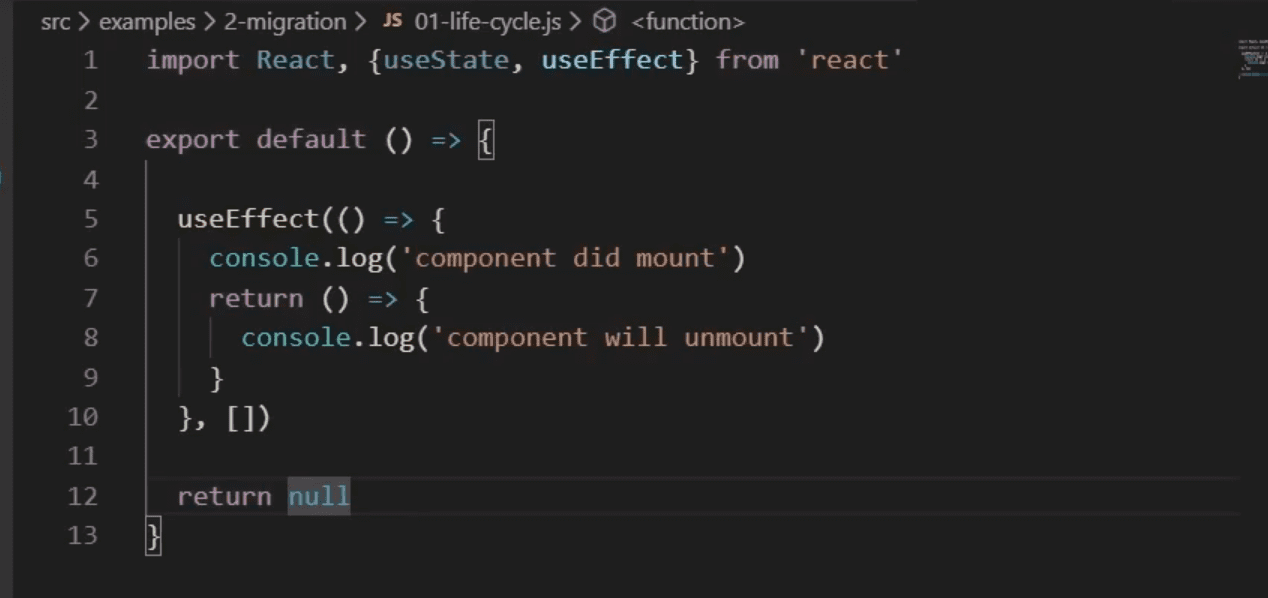 src > examples > 2-migration > JS 01-life-cycle.js > <function>
1 import React, {useState, useEffect} from 'react'
2
3 export default () => {
4
5 useEffect(() => {
6 console.log('component did mount')
7 return () => {
8 console.log('component will unmount')
9 }
10 }, [])
11
12 return null
13 }